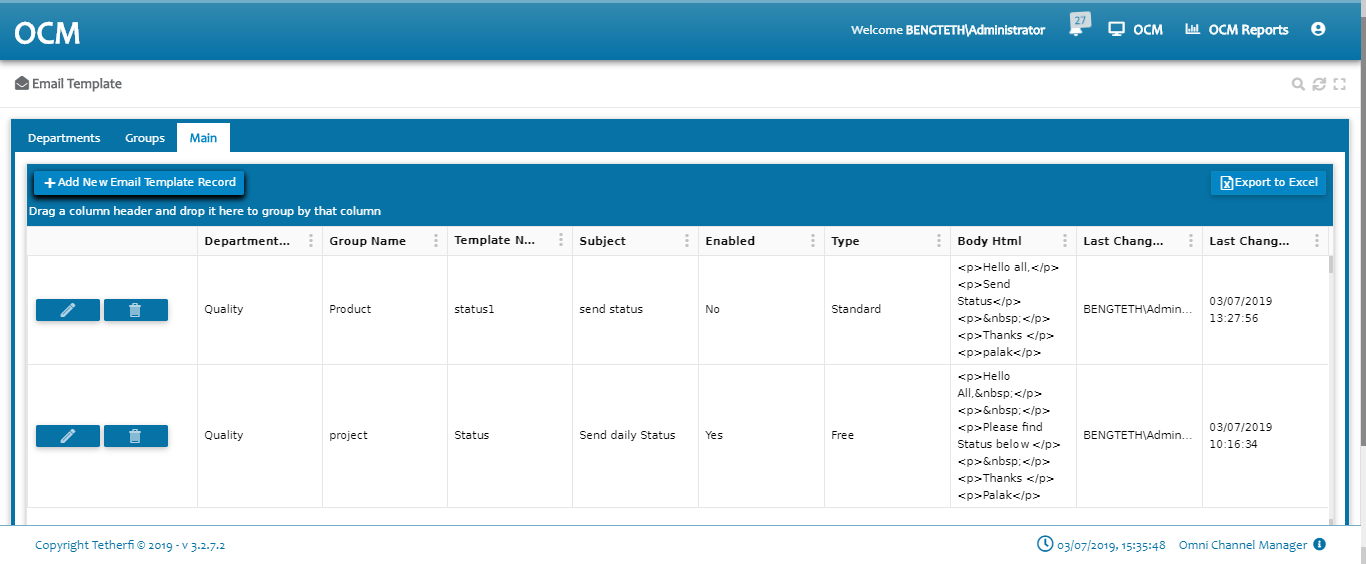 OCM
Welcome BENGTETH\Administrator
27
OCM
OCM Reports
Email Template
Departments
Groups
Main
Add New Email Template Record
Export to Excel
Drag a column header and drop it here to group by that column
Department...
Group Name
Template N...
Subject
Enabled
Type
Body Html
Last Chang...
Last Chang...
Quality
Product
status1
send status
No
Standard
<p>Hello all,</p>
<p>Send
Status</p>
<p>&nbsp;</p>
<p>Thanks </p>
<p>palak</p>
BENGTETH\Admin...
03/07/2019
13:27:56
Quality
project
Status
Send daily Status
Yes
Free
<p>Hello
All,&nbsp;</p>
<p>&nbsp;</p>
<p>Please find
Status below </p>
<p>&nbsp;</p>
<p>Thanks </p>
<p>Palak</p>
BENGTETH\Admin...
03/07/2019
10:16:34
Copyright Tetherfi © 2019 - v 3.2.7.2
03/07/2019, 15:35:48
Omni Channel Manager